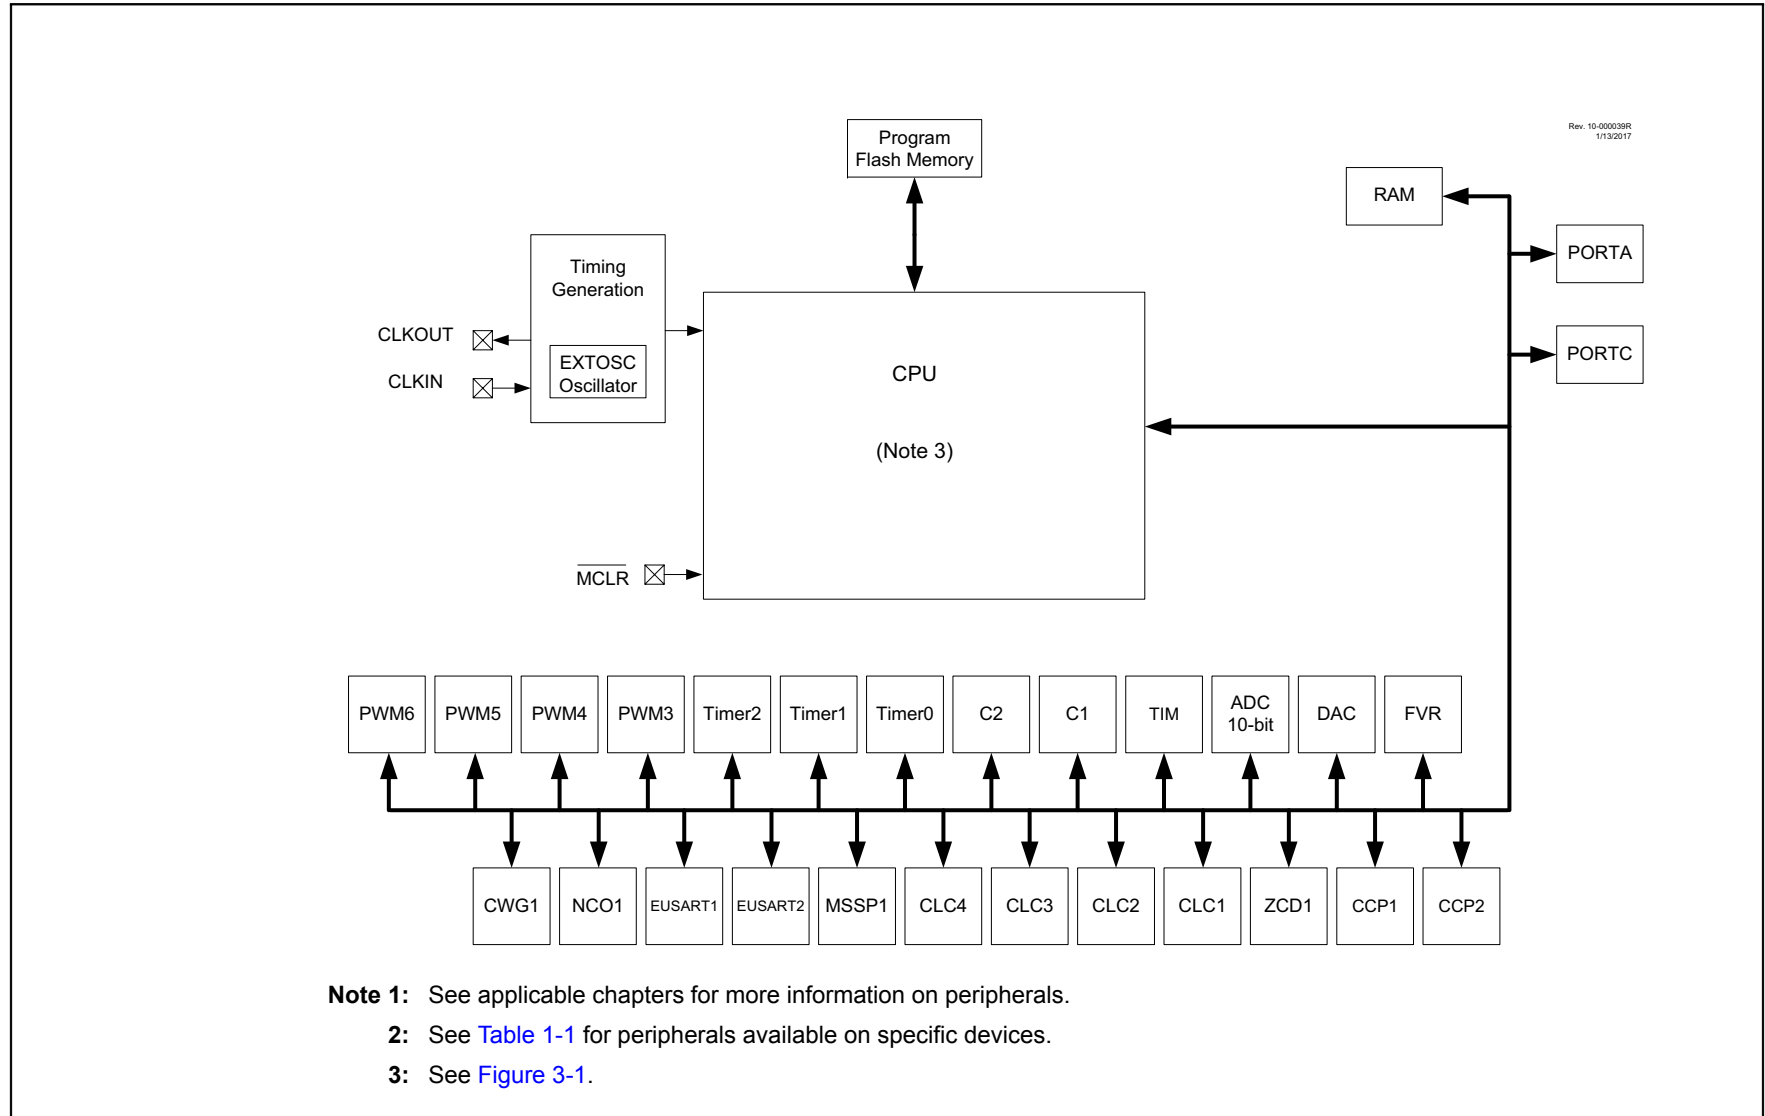 Rev. 10-000039R
1/13/2017
Program
Flash Memory
RAM
PORTA
Timing
Generation
CLKOUT
EXTOSC
Oscillator
CLKIN
PORTC
CPU
(Note 3)
MCLR
PWM6
PWM5
PWM4
PWM3
Timer2
Timer1
Timer0
C2
C1
TIM
ADC
10-bit
DAC
FVR
CWG1
NCO1
EUSART1
EUSART2
MSSP1
CLC4
CLC3
CLC2
CLC1
ZCD1
CCP1
CCP2
Note 1: See applicable chapters for more information on peripherals.
2: See Table 1-1 for peripherals available on specific devices.
3: See Figure 3-1.